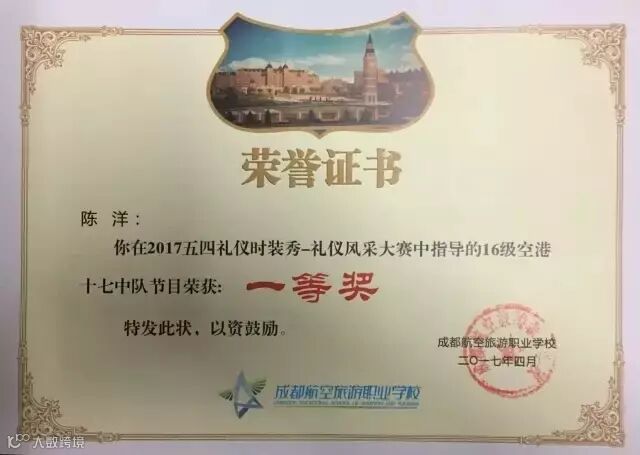 荣誉证书
陈洋：
你在2017五四礼仪时装秀-礼仪风采大赛中指导的16级空港
十七中队节目荣获：一等奖
特发此状，以资鼓励。
成都航空旅游职业学校
二〇一七年四月
成都航空旅游职业学校
大数跨境